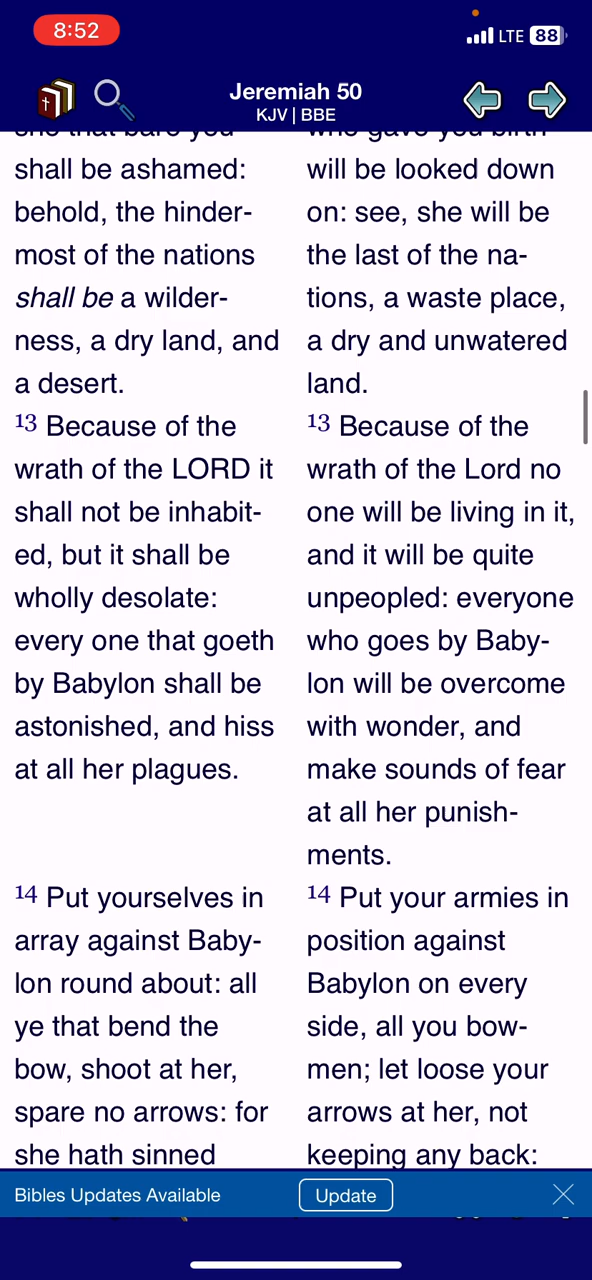 8:52
LTE 88
Jeremiah 50
KJV | BBE
she that bare you
shall be ashamed:
behold, the hinder-
most of the nations
shall be a wilder-
ness, a dry land, and
a desert.
13 Because of the
wrath of the LORD it
shall not be inhabit-
ed, but it shall be
wholly desolate:
every one that goeth
by Babylon shall be
astonished, and hiss
at all her plagues.
14 Put yourselves in
array against Baby-
lon round about: all
ye that bend the
bow, shoot at her,
spare no arrows: for
she hath sinned
who gave you birth
will be looked down
on: see, she will be
the last of the na-
tions, a waste place,
a dry and unwatered
land.
13 Because of the
wrath of the Lord no
one will be living in it,
and it will be quite
unpeopled: everyone
who goes by Baby-
lon will be overcome
with wonder, and
make sounds of fear
at all her punish-
ments.
14 Put your armies in
position against
Babylon on every
side, all you bow-
men; let loose your
arrows at her, not
keeping any back:
Bibles Updates Available
Update